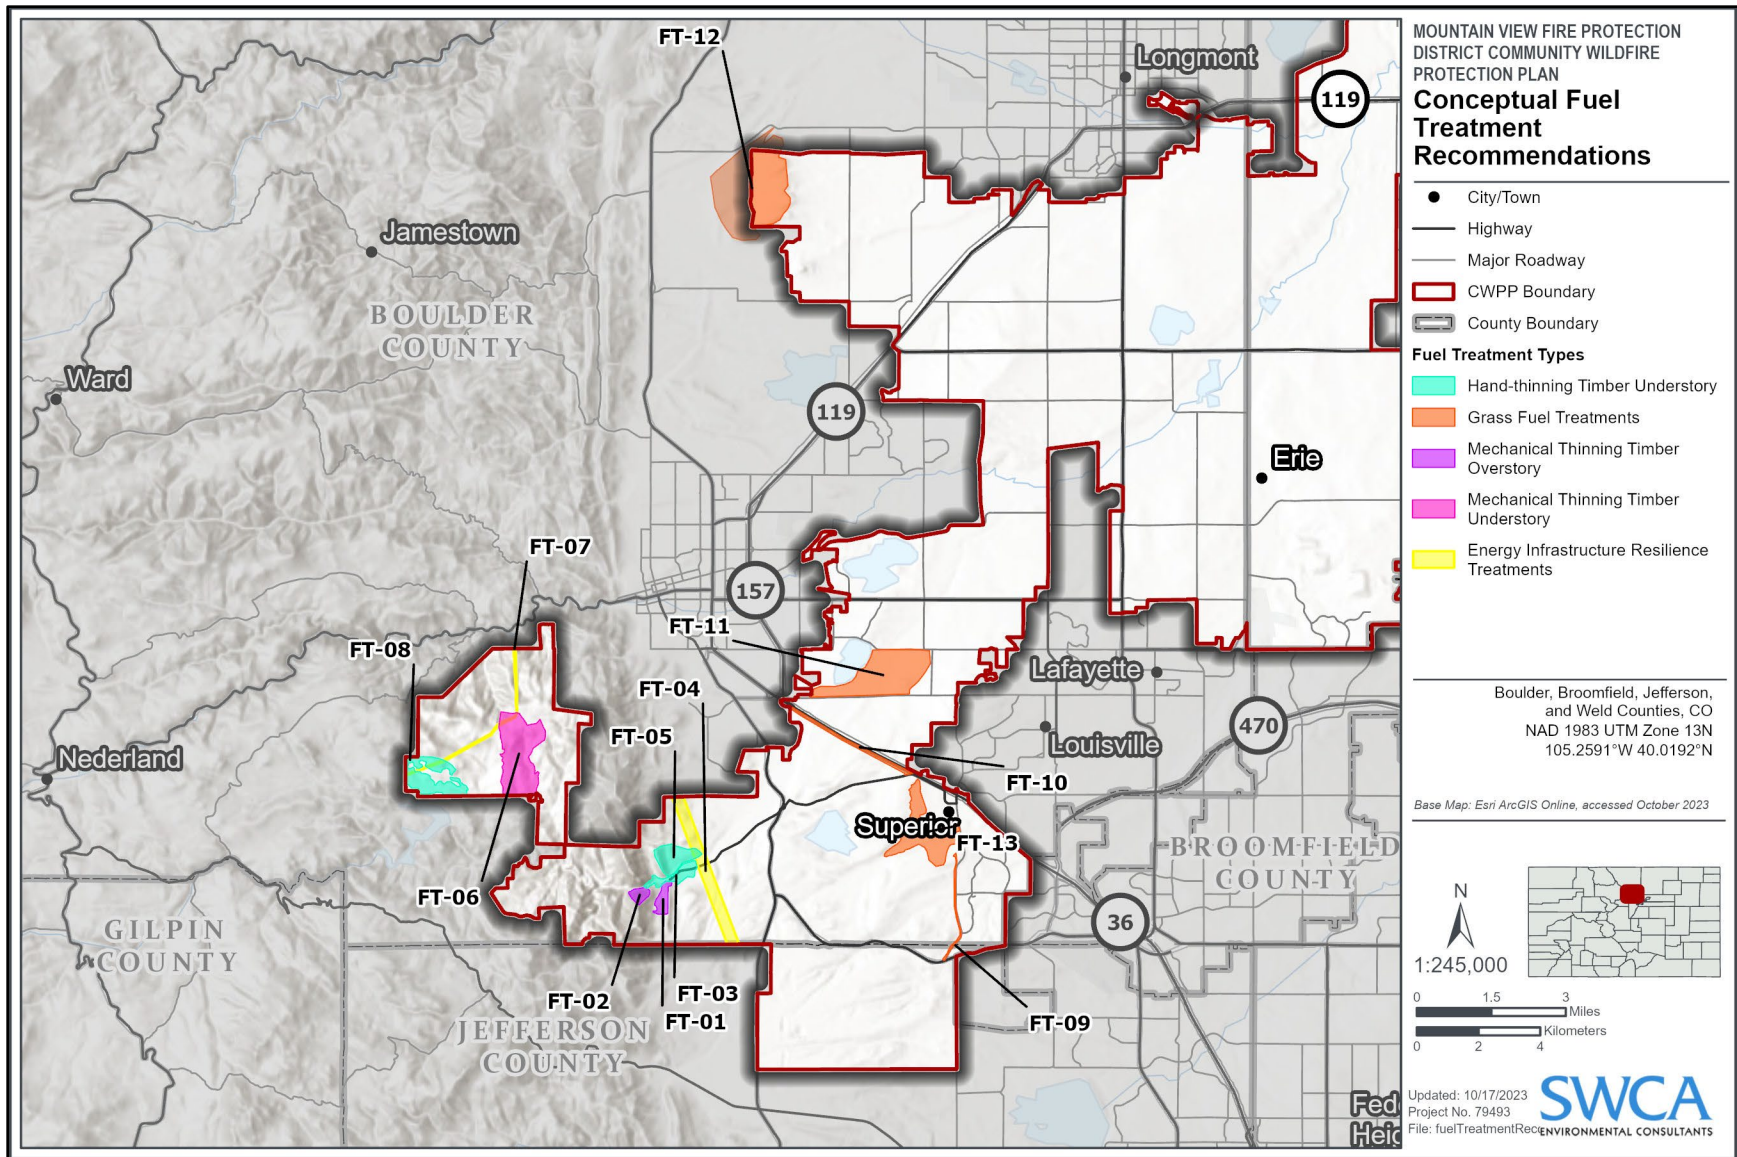 MOUNTAIN VIEW FIRE PROTECTION
DISTRICT COMMUNITY WILDFIRE
PROTECTION PLAN
Conceptual Fuel
Treatment
Recommendations
City/Town
Highway
Major Roadway
CWPP Boundary
County Boundary
Fuel Treatment Types
Hand-thinning Timber Understory
Grass Fuel Treatments
Mechanical Thinning Timber
Overstory
Mechanical Thinning Timber
Understory
Energy Infrastructure Resilience
Treatments
Boulder, Broomfield, Jefferson,
and Weld Counties, CO
NAD 1983 UTM Zone 13N
105.2591°W 40.0192°N
Base Map: Esri ArcGIS Online, accessed October 2023
N
1:245,000
0 1.5 3
Miles
Kilometers
0 2 4
Updated: 10/17/2023
Project No. 79493
File: fuelTreatmentRec
SWCA
ENVIRONMENTAL CONSULTANTS
FT-12
Longmont
119
Jamestown
BOULDER
COUNTY
Ward
119
Erie
FT-07
157
FT-11
FT-08
Lafayette
FT-04
470
FT-05
Louisville
Nederland
FT-10
Superior
FT-13
BROOMFIELD
COUNTY
FT-06
GILPIN
COUNTY
36
FT-02
FT-03
FT-01
FT-09
JEFFERSON
COUNTY
Fed
Heig